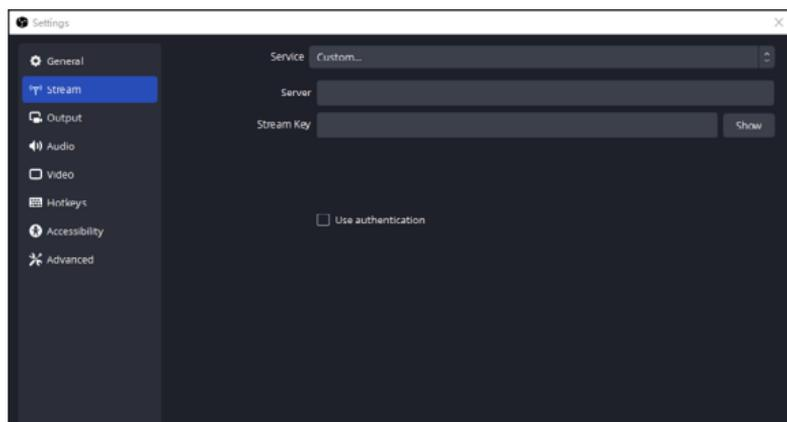 Settings
General
Stream
Output
Audio
Video
Hotkeys
Accessibility
Advanced
Service Custom...
Server
Stream Key Show
Use authentication